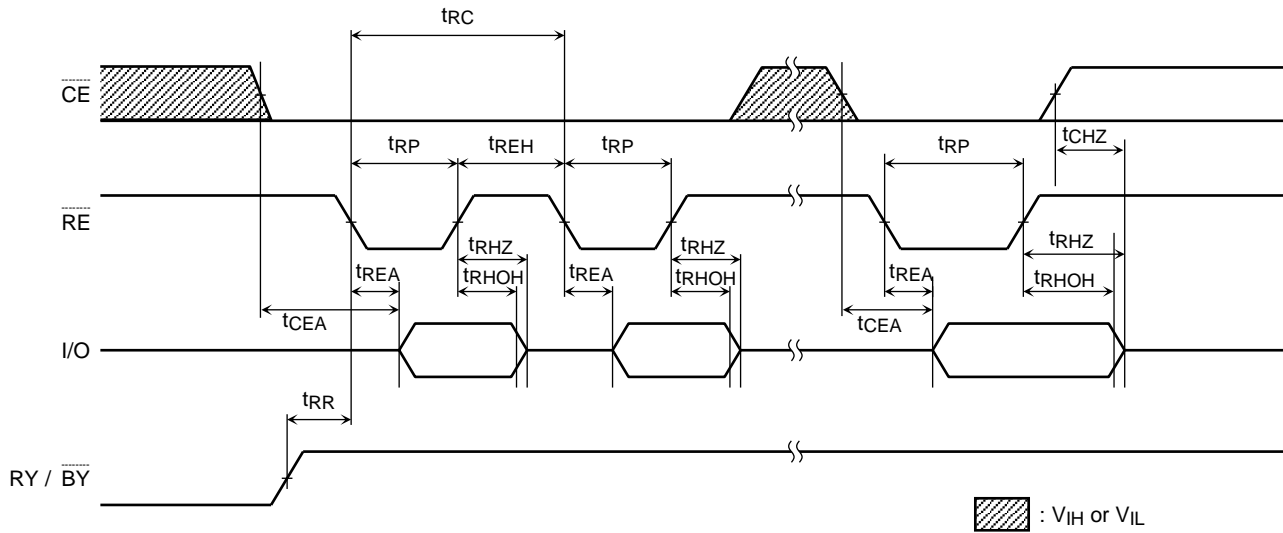 tRC
CE
tRP
tREH
tRP
tRP
tCHZ
RE
tRHZ
tRHZ
tRHZ
tREA
tRHOH
tREA
tRHOH
tREA
tRHOH
tCEA
tCEA
I/O
tRR
RY / BY
: VIH or VIL